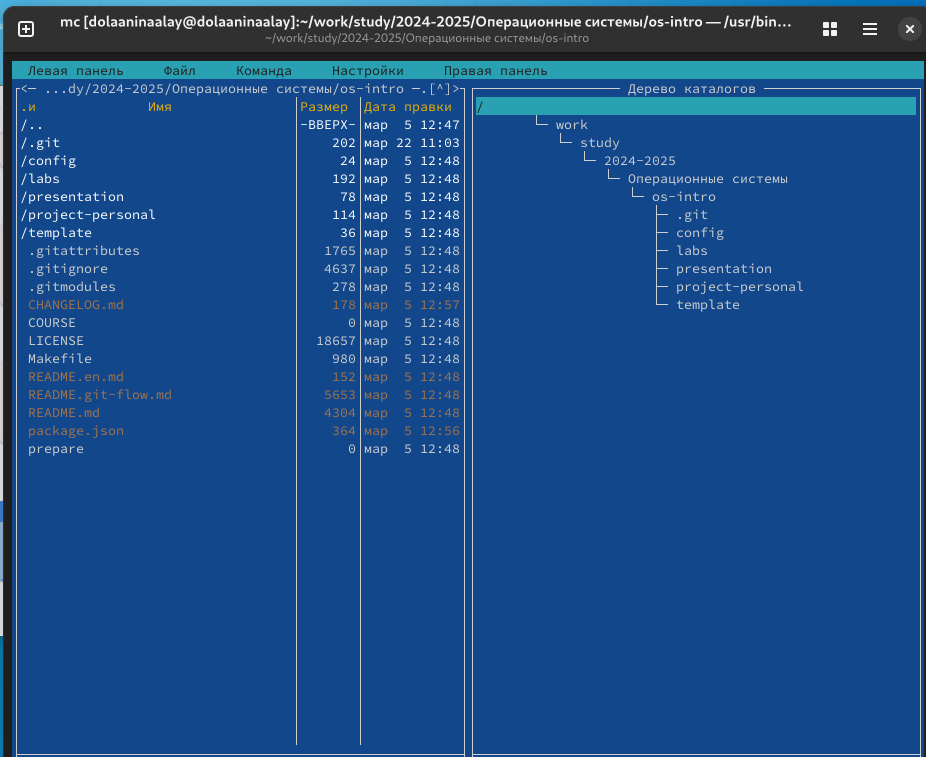 mc [dolaaninaalay@dolaaninaalay]:~/work/study/2024-2025/Операционные системы/os-intro — /usr/bin...
~/work/study/2024-2025/Операционные системы/os-intro
Левая панель Файл Команда Настройки Правая панель
<— ...dy/2024-2025/Операционные системы/os-intro —.[^]>
.и Имя Размер Дата правки
/.. -ВВЕРХ- мар 5 12:47
/.git 202 мар 22 11:03
/config 24 мар 5 12:48
/labs 192 мар 5 12:48
/presentation 78 мар 5 12:48
/project-personal 114 мар 5 12:48
/template 36 мар 5 12:48
.gitattributes 1765 мар 5 12:48
.gitignore 4637 мар 5 12:48
.gitmodules 278 мар 5 12:48
CHANGELOG.md 178 мар 5 12:57
COURSE 0 мар 5 12:48
LICENSE 18657 мар 5 12:48
Makefile 980 мар 5 12:48
README.en.md 152 мар 5 12:48
README.git-flow.md 5653 мар 5 12:48
README.md 4304 мар 5 12:48
package.json 364 мар 5 12:56
prepare 0 мар 5 12:48
Дерево каталогов
/
work
study
2024-2025
Операционные системы
os-intro
.git
config
labs
presentation
project-personal
template